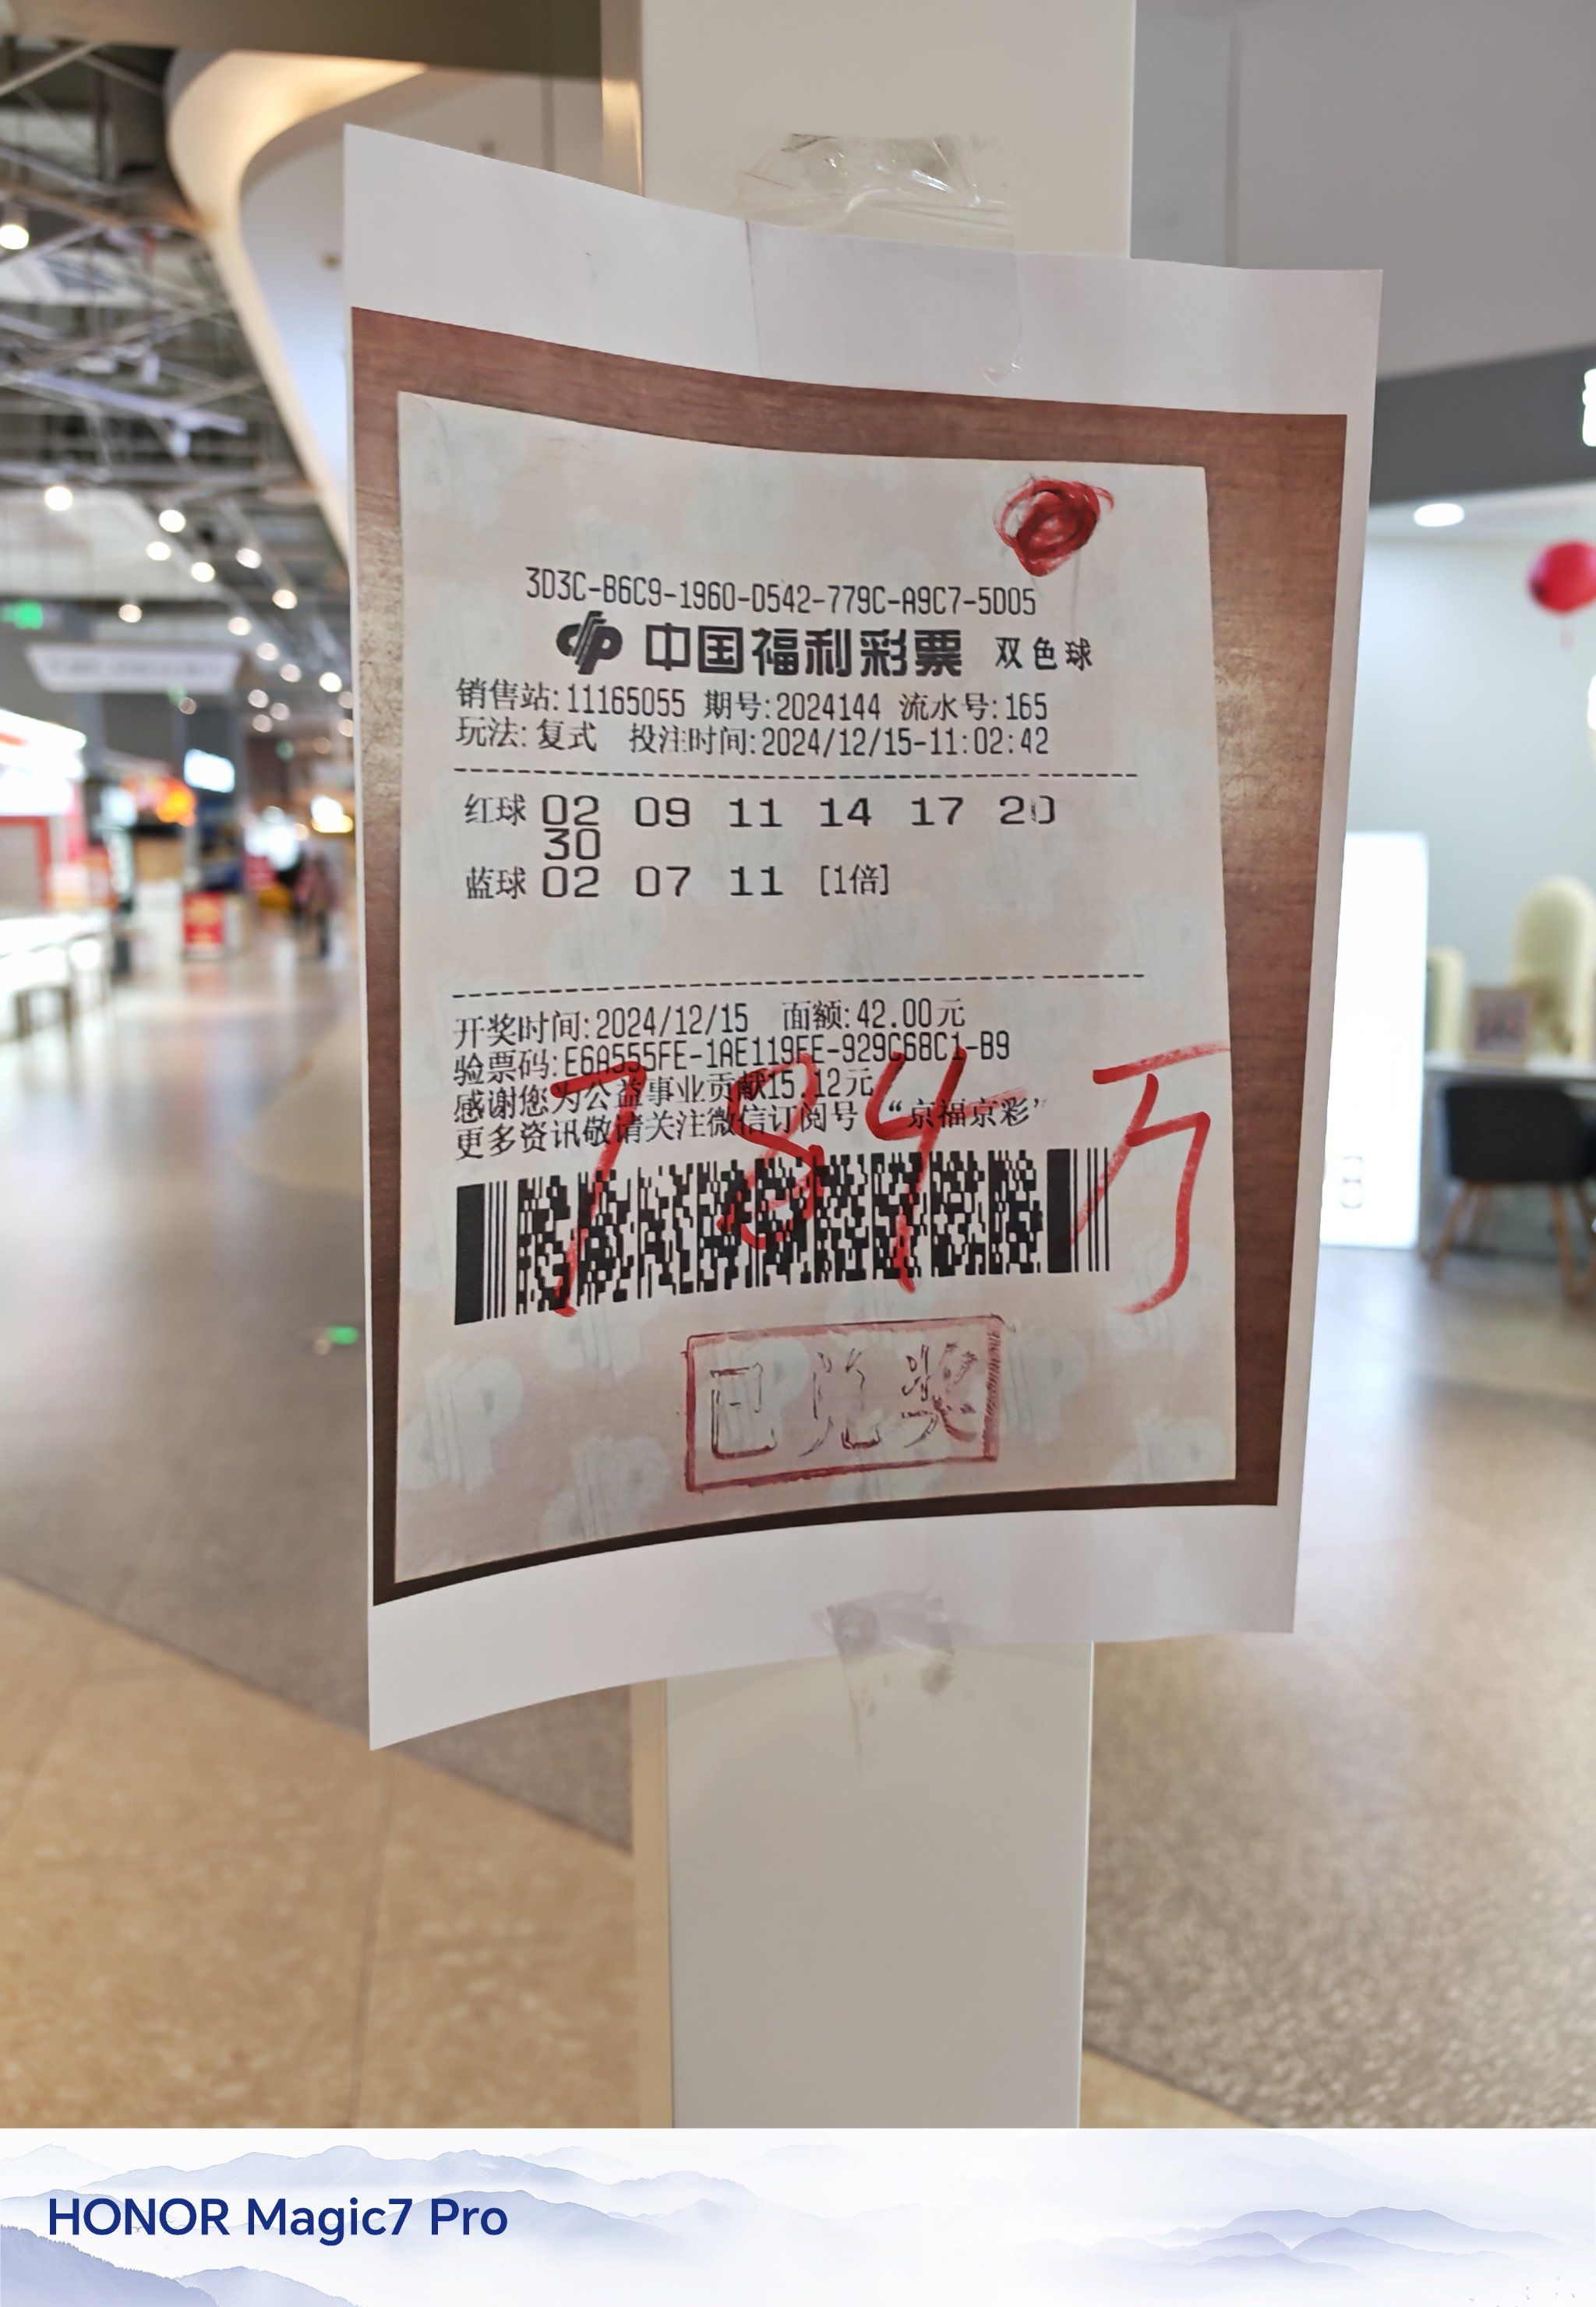 3D3C-B6C9-1960-D542-779C-A9C7-5D05
中国福利彩票 双色球
销售站:11165055 期号:2024144 流水号:165
玩法:复式 投注时间:2024/12/15-11:02:42
红球 02 09 11 14 17 20
30
蓝球 02 07 11 [1倍]
开奖时间:2024/12/15 面额:42.00元
验票码:E6A555FE-1AE119FE-929C68C1-B9
感谢您为公益事业贡献15.12元
更多资讯敬请关注微信订阅号 “京福京彩”
784万
已兑奖
HONOR Magic7 Pro